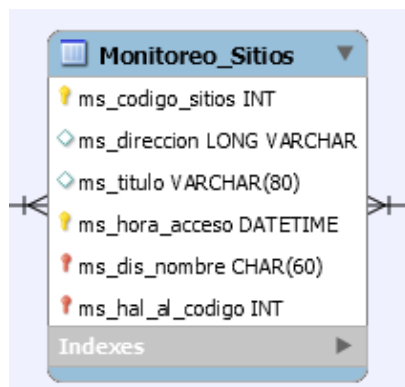 Monitoreo_Sitios
ms_codigo_sitios INT
ms_direccion LONG VARCHAR
ms_titulo VARCHAR(80)
ms_hora_acceso DATETIME
ms_dis_nombre CHAR(60)
ms_hal_al_codigo INT
Indexes